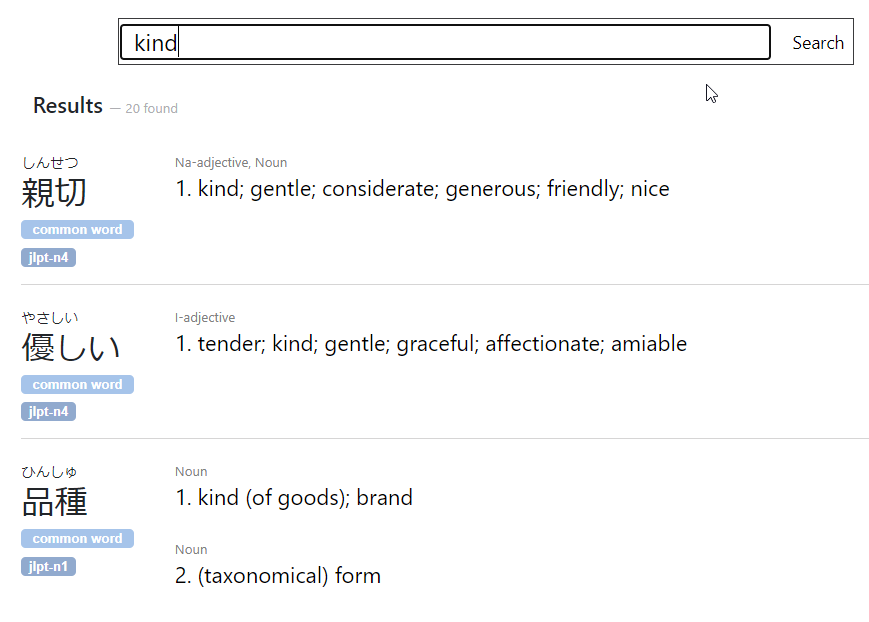 kind
Search
Results — 20 found
しんせつ
親切
common word
jlpt-n4
Na-adjective, Noun
1. kind; gentle; considerate; generous; friendly; nice
やさしい
優しい
common word
jlpt-n4
I-adjective
1. tender; kind; gentle; graceful; affectionate; amiable
ひんしゅ
品種
common word
jlpt-n1
Noun
1. kind (of goods); brand
Noun
2. (taxonomical) form